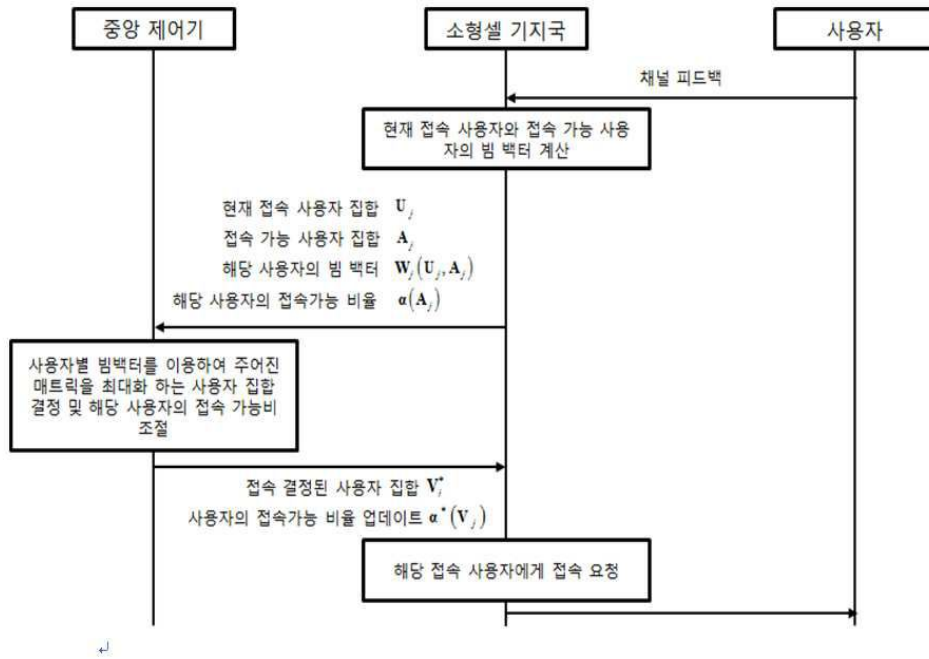 중앙 제어기
소형셀 기지국
사용자
채널 피드백
현재 접속 사용자와 접속 가능 사용
자의 빔 백터 계산
현재 접속 사용자 집합 U_j
접속 가능 사용자 집합 A_j
해당 사용자의 빔 백터 W_j(U_j, A_j)
해당 사용자의 접속가능 비율 α(A_j)
사용자별 빔백터를 이용하여 주어진
매트릭을 최대화 하는 사용자 집합
결정 및 해당 사용자의 접속 가능비
조절
접속 결정된 사용자 집합 V_i^*
사용자의 접속가능 비율 업데이트 α^*(V_j)
해당 접속 사용자에게 접속 요청